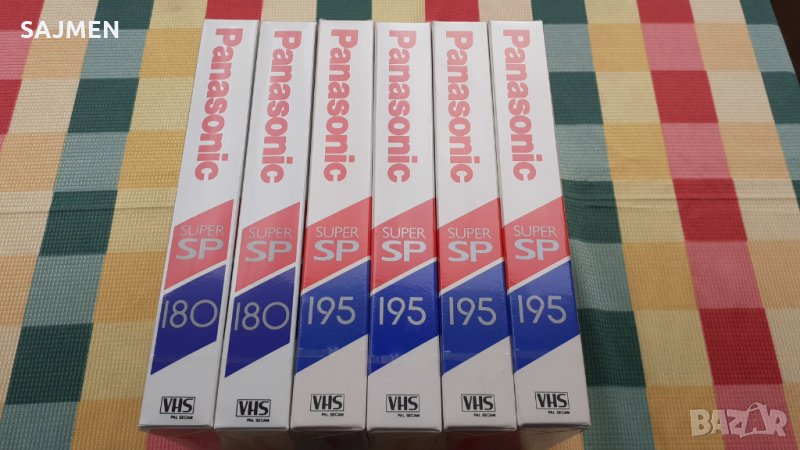 SAJMEN
Panasonic
SUPER
SP
180
VHS
PAL SECAM
Panasonic
SUPER
SP
180
VHS
PAL SECAM
Panasonic
SUPER
SP
195
VHS
PAL SECAM
Panasonic
SUPER
SP
195
VHS
PAL SECAM
Panasonic
SUPER
SP
195
VHS
PAL SECAM
Panasonic
SUPER
SP
195
VHS
PAL SECAM
BAZAR